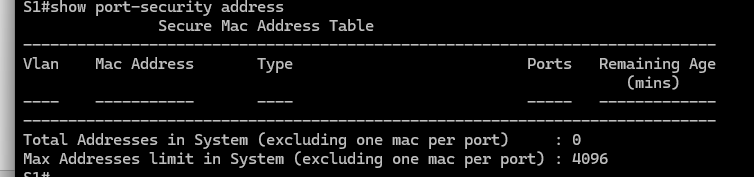 S1#show port-security address
Secure Mac Address Table
-----------------------------------------------------------------------------
Vlan    Mac Address       Type                          Ports   Remaining Age
(mins)
----    -----------       ----                          -----   -------------
-----------------------------------------------------------------------------
Total Addresses in System (excluding one mac per port)     : 0
Max Addresses limit in System (excluding one mac per port) : 4096
S1#